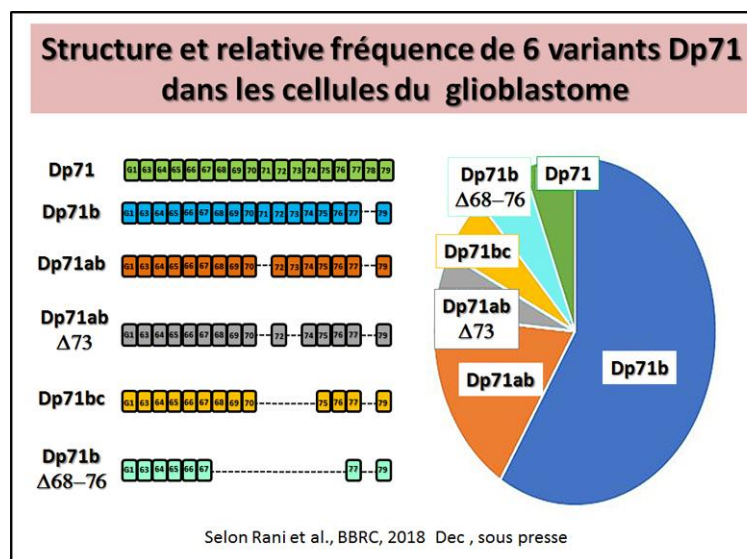 Structure et relative fréquence de 6 variants Dp71
dans les cellules du glioblastome
Dp71
G1 63 64 65 66 67 68 69 70 71 72 73 74 75 76 77 78 79
Dp71b
G1 63 64 65 66 67 68 69 70 71 72 73 74 75 76 77 79
Dp71ab
G1 63 64 65 66 67 68 69 70 72 73 74 75 76 77 79
Dp71ab
Δ73
G1 63 64 65 66 67 68 69 70 72 74 75 76 77 79
Dp71bc
G1 63 64 65 66 67 68 69 70 75 76 77 79
Dp71b
Δ68–76
G1 63 64 65 66 67 77 79
Dp71b
Δ68–76
Dp71
Dp71bc
Dp71ab
Δ73
Dp71ab
Dp71b
Selon Rani et al., BBRC, 2018 Dec , sous presse